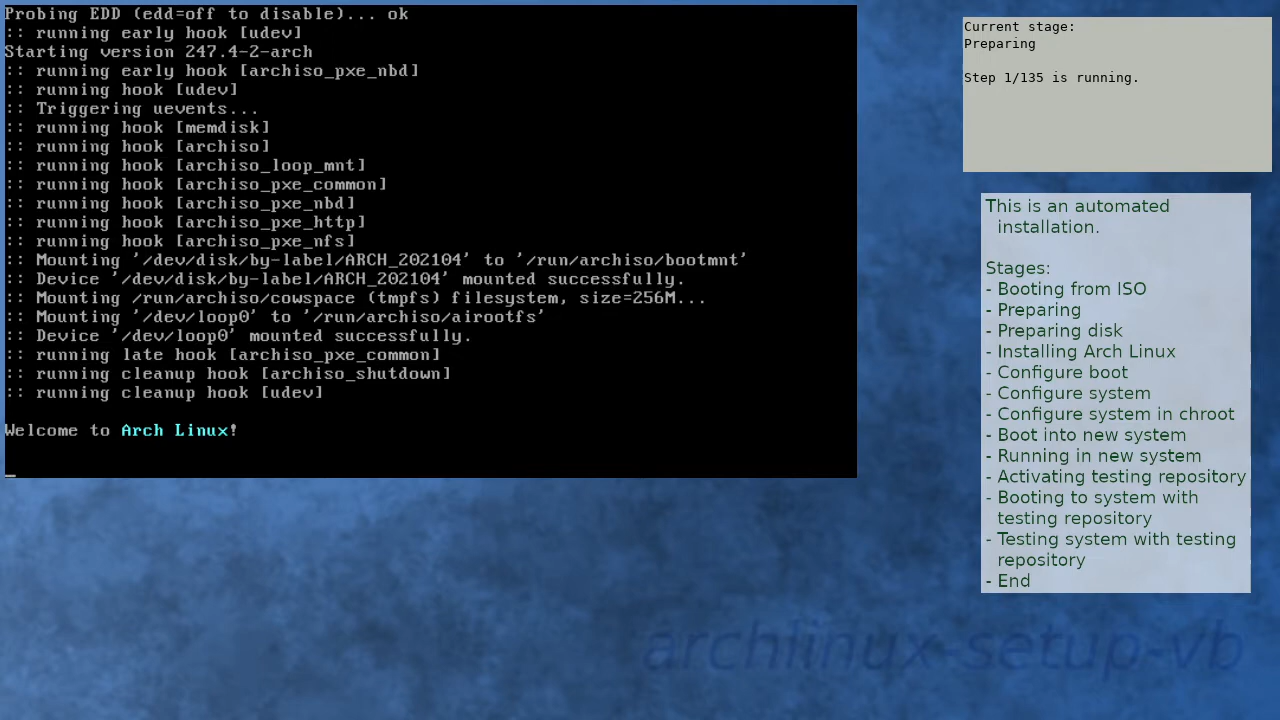 Probing EDD (edd=off to disable)... ok
:: running early hook [udev]
Starting version 247.4-2-arch
:: running early hook [archiso_pxe_nbd]
:: running hook [udev]
:: Triggering uevents...
:: running hook [memdisk]
:: running hook [archiso]
:: running hook [archiso_loop_mnt]
:: running hook [archiso_pxe_common]
:: running hook [archiso_pxe_nbd]
:: running hook [archiso_pxe_http]
:: running hook [archiso_pxe_nfs]
:: Mounting '/dev/disk/by-label/ARCH_202104' to '/run/archiso/bootmnt'
:: Device '/dev/disk/by-label/ARCH_202104' mounted successfully.
:: Mounting /run/archiso/cowspace (tmpfs) filesystem, size=256M...
:: Mounting '/dev/loop0' to '/run/archiso/airootfs'
:: Device '/dev/loop0' mounted successfully.
:: running late hook [archiso_pxe_common]
:: running cleanup hook [archiso_shutdown]
:: running cleanup hook [udev]
Welcome to Arch Linux!
_
Current stage:
Preparing
Step 1/135 is running.
This is an automated
installation.
Stages:
- Booting from ISO
- Preparing
- Preparing disk
- Installing Arch Linux
- Configure boot
- Configure system
- Configure system in chroot
- Boot into new system
- Running in new system
- Activating testing repository
- Booting to system with
testing repository
- Testing system with testing
repository
- End
archlinux-setup-vb